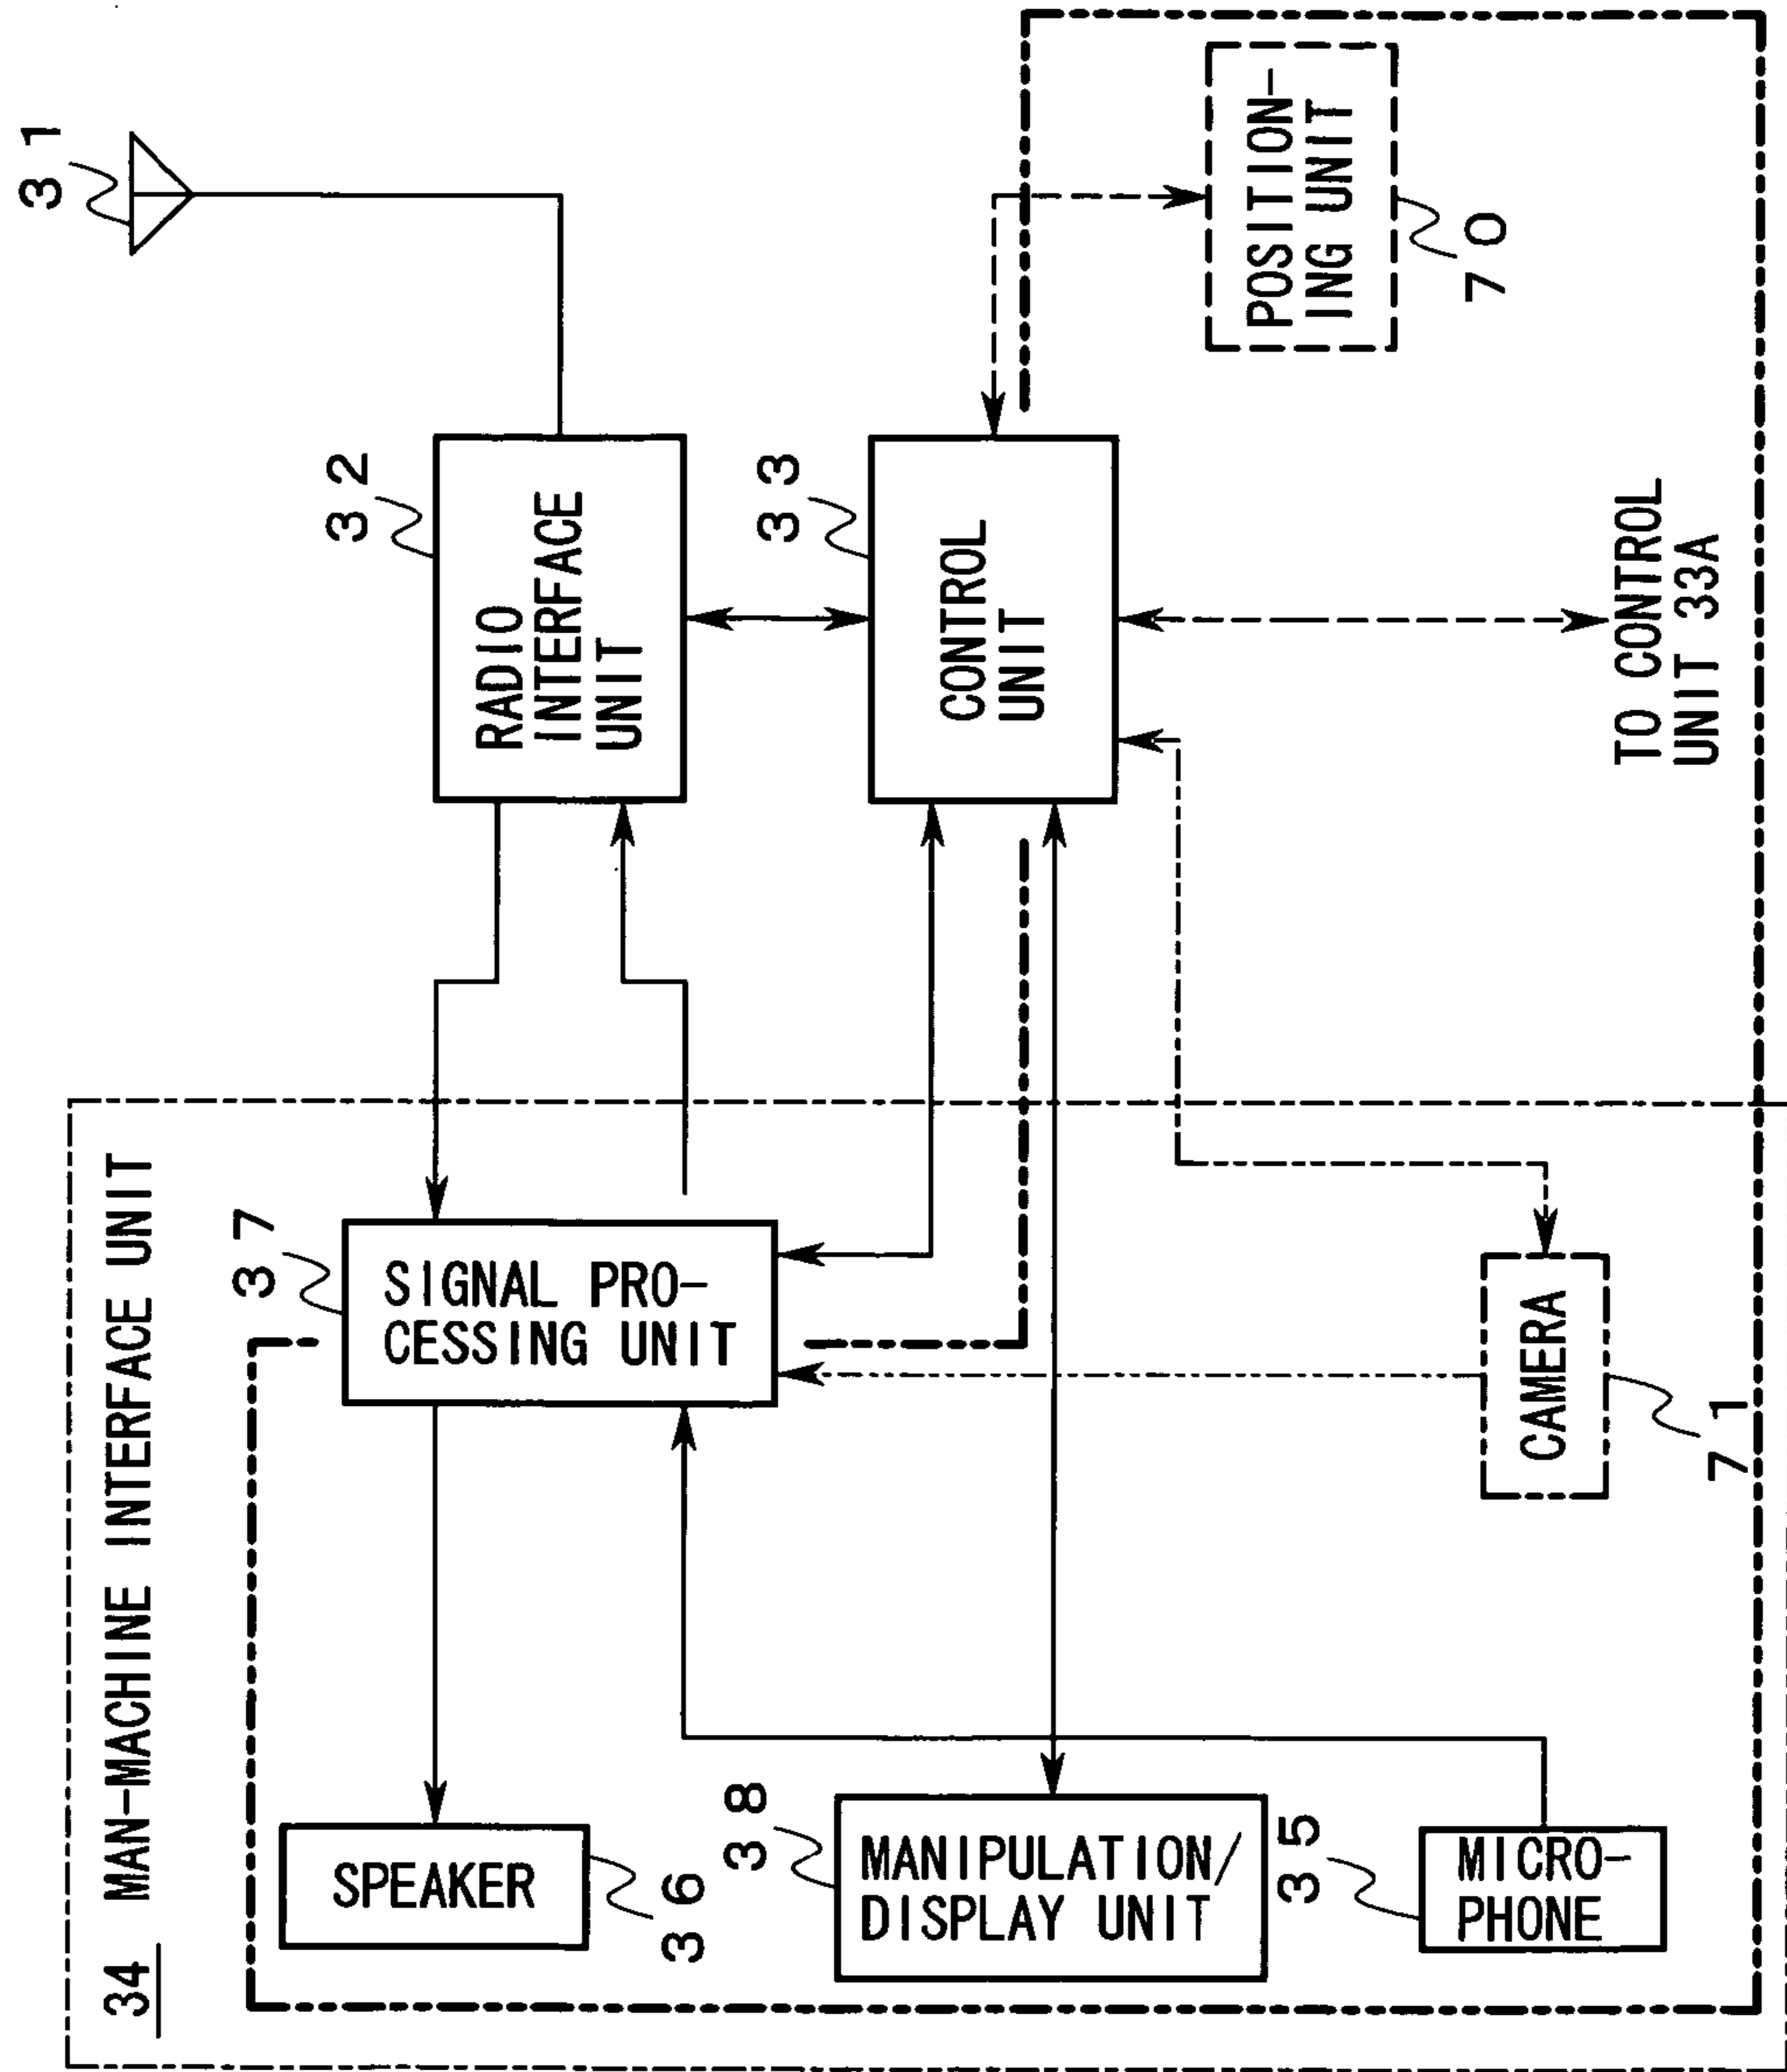 34 MAN-MACHINE INTERFACE UNIT
SPEAKER
36
37
SIGNAL PRO-
CESSING UNIT
32
RADIO
INTERFACE
UNIT
31
38
MANIPULATION/
DISPLAY UNIT
33
CONTROL
UNIT
35
MICRO-
PHONE
CAMERA
71
TO CONTROL
UNIT 33A
POSITION-
ING UNIT
70